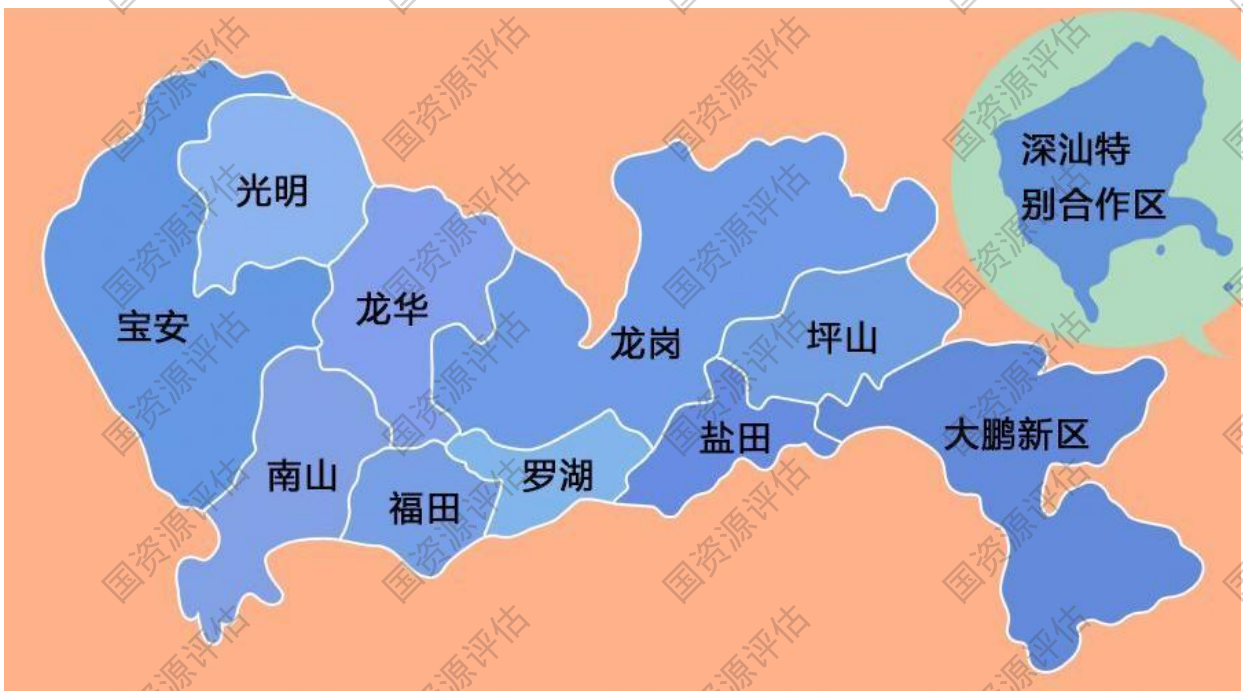 光明
宝安
龙华
龙岗
坪山
南山
福田
罗湖
盐田
大鹏新区
深汕特
别合作区
国资源评估